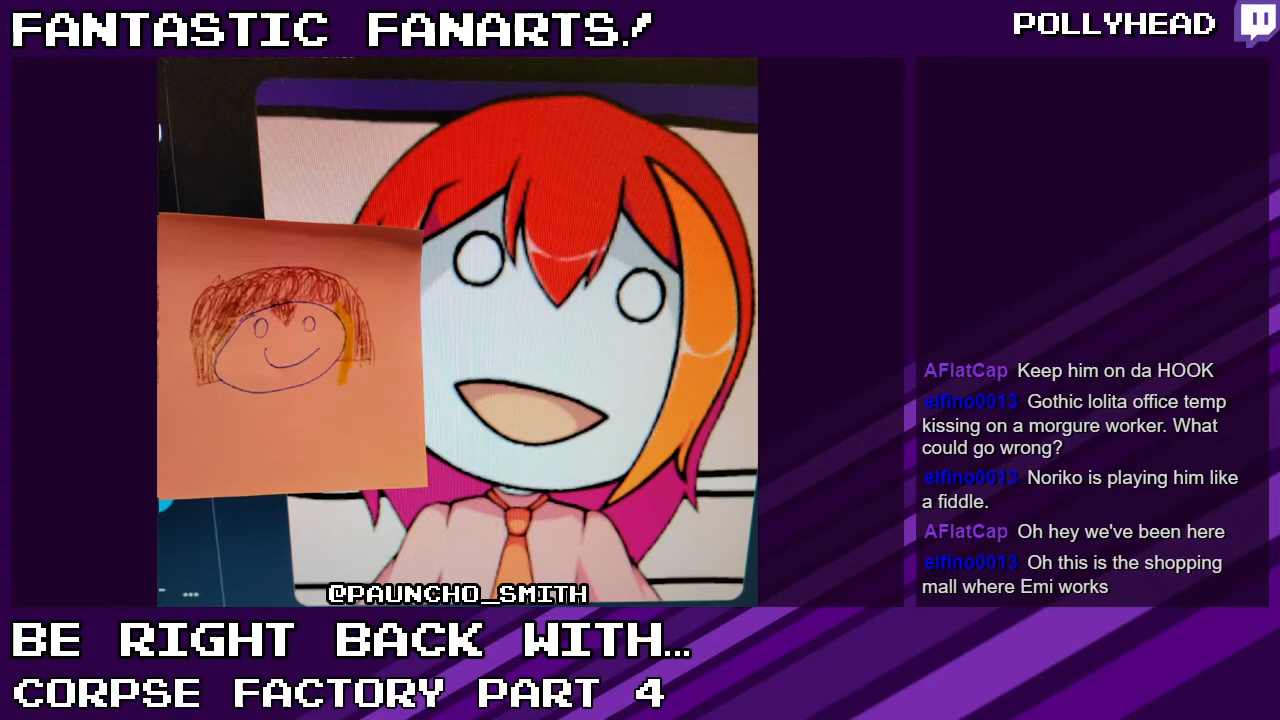 FANTASTIC FANARTS!
POLLYHEAD
@PAUNCHO_SMITH
AFlatCap Keep him on da HOOK
elfino0013 Gothic lolita office temp
kissing on a morgure worker. What
could go wrong?
elfino0013 Noriko is playing him like
a fiddle.
AFlatCap Oh hey we've been here
elfino0013 Oh this is the shopping
mall where Emi works
BE RIGHT BACK WITH...
CORPSE FACTORY PART 4